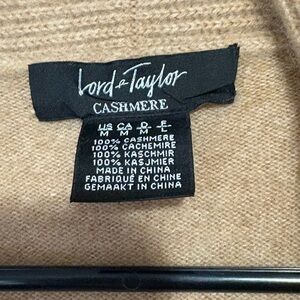 Lord & Taylor
CASHMERE
US CA D F
M M M L
100% CASHMERE
100% CACHEMIRE
100% KASCHMIR
100% KASJMIER
MADE IN CHINA
FABRIQUÉ EN CHINE
GEMAAKT IN CHINA